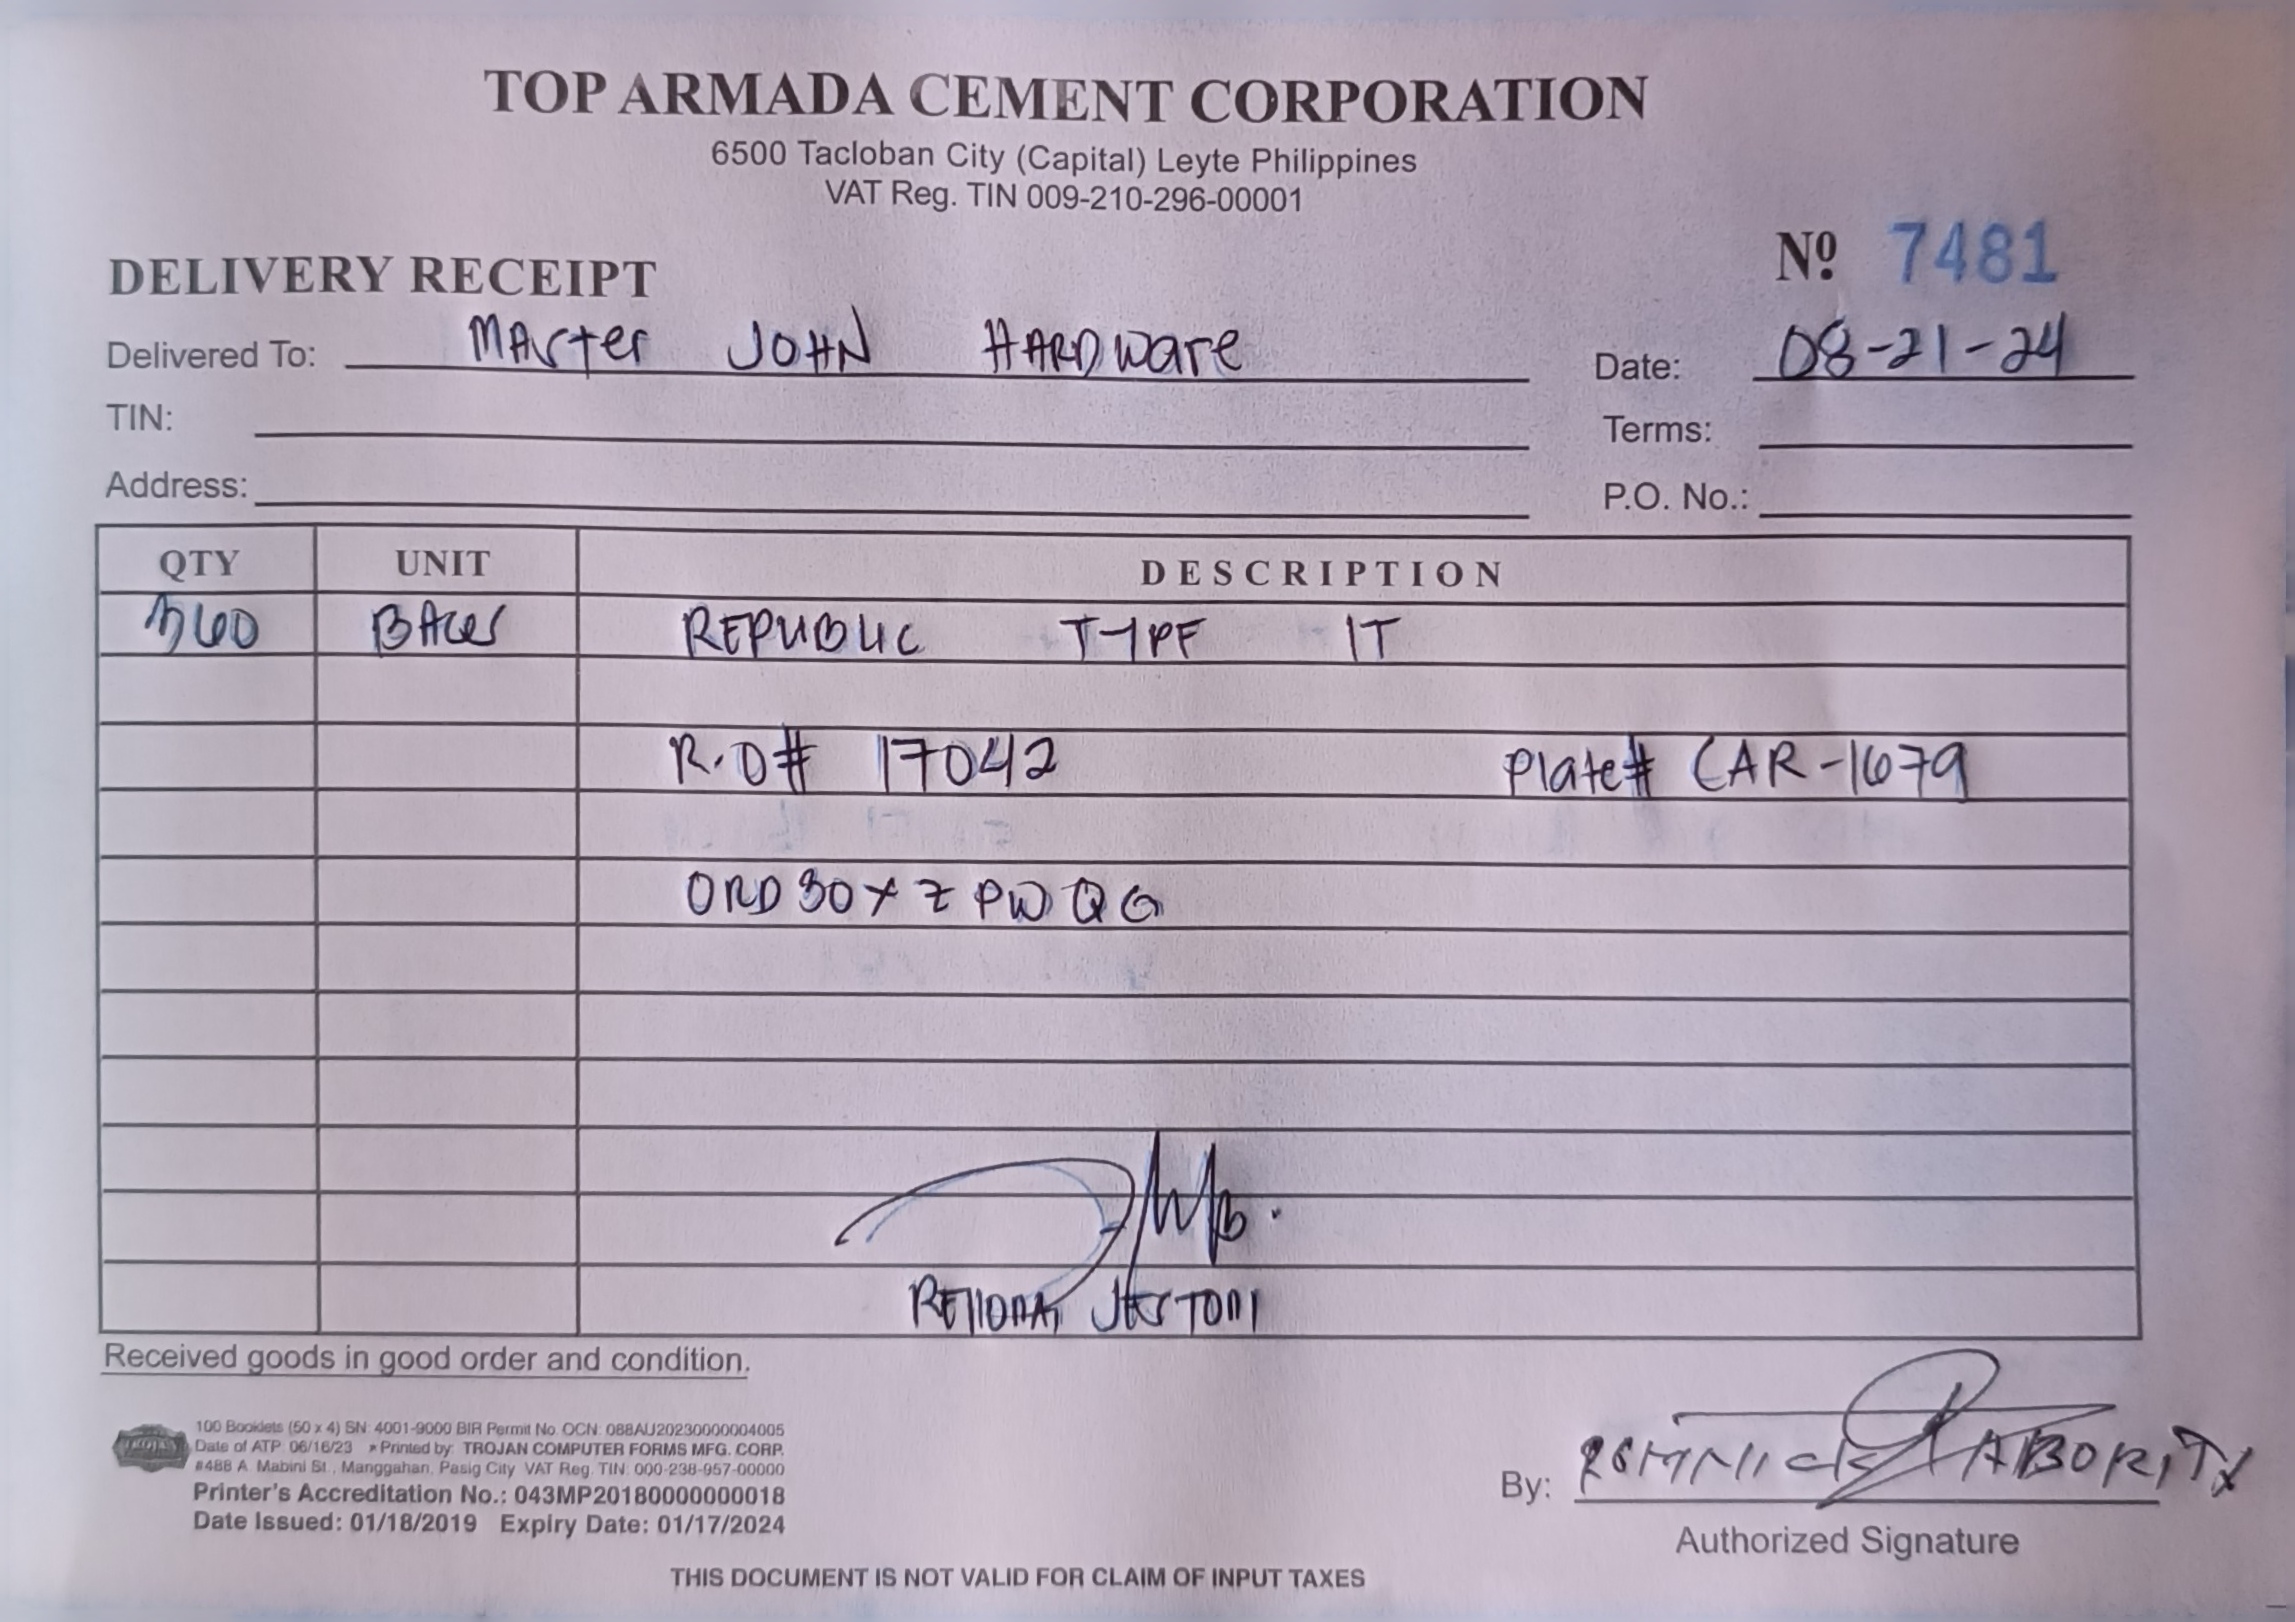 TOP ARMADA CEMENT CORPORATION
6500 Tacloban City (Capital) Leyte Philippines
VAT Reg. TIN 009-210-296-00001
Nº 7481
DELIVERY RECEIPT
Delivered To: Master JOHN HARDware Date: 08-21-24
TIN: Terms:
Address: P.O. No.:
QTY UNIT DESCRIPTION
360 BAGS REPUBLIC TYPE 1T
R.O# 17042 Plate# CAR-1679
ORD30XZPWQG
JESTONI
Received goods in good order and condition.
100 Booklets (50 x 4) SN: 4001-9000 BIR Permit No. OCN: 088AU20230000004005
Date of ATP: 06/16/23 * Printed by: TROJAN COMPUTER FORMS MFG. CORP.
#488 A. Mabini St., Manggahan, Pasig City VAT Reg. TIN: 000-238-957-00000
Printer's Accreditation No.: 043MP20180000000018
Date Issued: 01/18/2019 Expiry Date: 01/17/2024
By:
Authorized Signature
THIS DOCUMENT IS NOT VALID FOR CLAIM OF INPUT TAXES